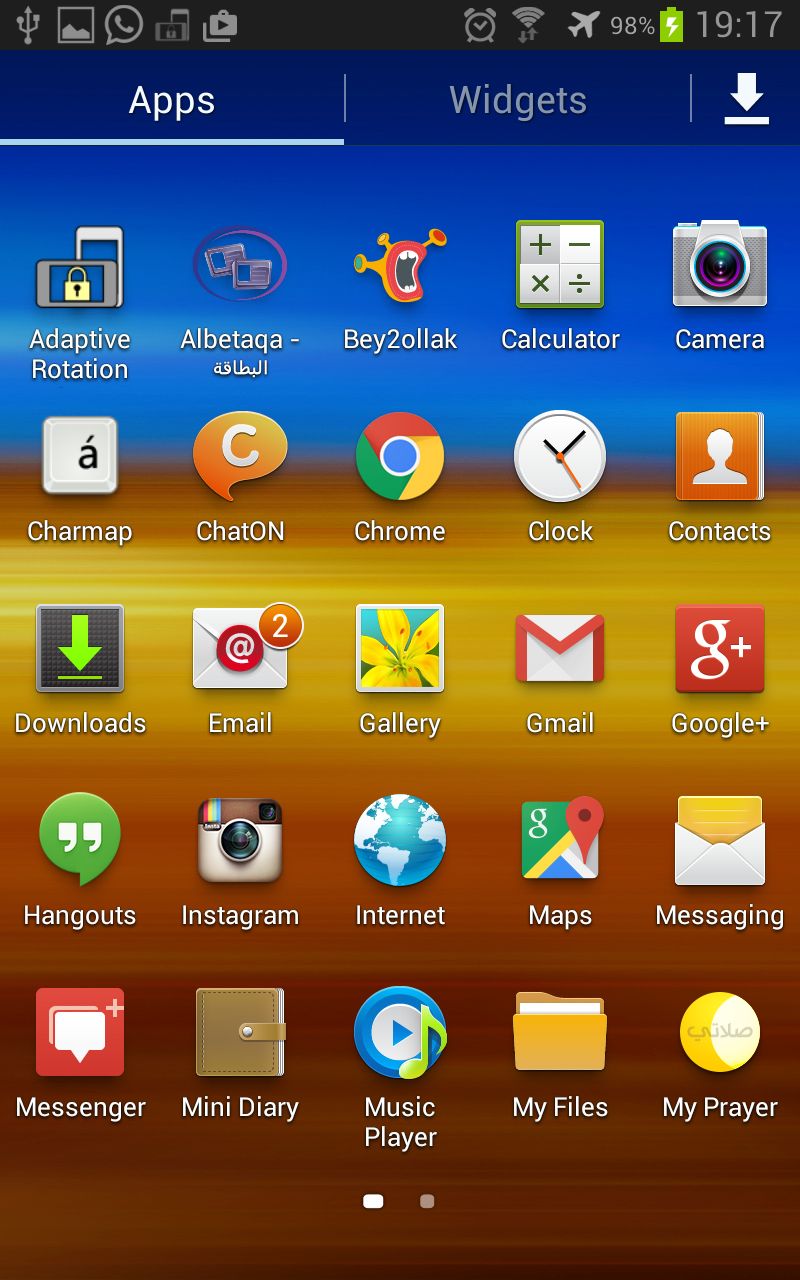 98% 19:17
Apps Widgets
Adaptive Rotation
Albetaqa - البطاقة
Bey2ollak
Calculator
Camera
á
Charmap
C
ChatON
Chrome
Clock
Contacts
Downloads
@ 2
Email
Gallery
Gmail
g+
Google+
Hangouts
Insta
Instagram
Internet
g
Maps
Messaging
Messenger
Mini Diary
Music Player
My Files
صلاتي
My Prayer